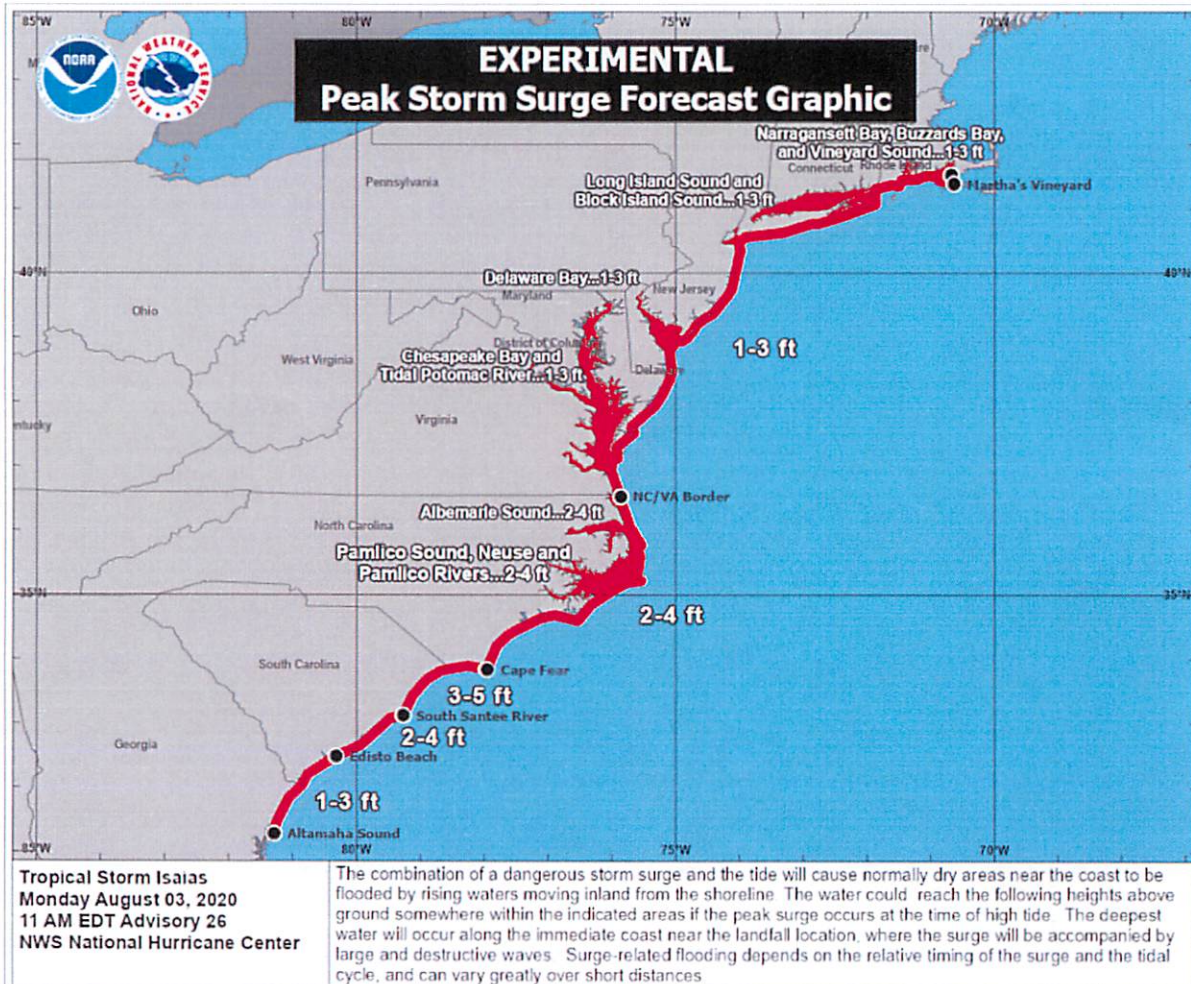 85°W
80°W
75°W
70°W
EXPERIMENTAL
Peak Storm Surge Forecast Graphic
NOAA
NATIONAL WEATHER SERVICE
Narragansett Bay, Buzzards Bay,
and Vineyard Sound...1-3 ft
Connecticut
Rhode Island
Martha's Vineyard
Long Island Sound and
Block Island Sound...1-3 ft
Pennsylvania
40°N
40°N
Delaware Bay...1-3 ft
Maryland
New Jersey
Ohio
District of Columbia
West Virginia
Chesapeake Bay and
Tidal Potomac River...1-3 ft
Delaware
1-3 ft
Virginia
entucky
NC/VA Border
Albemarle Sound...2-4 ft
North Carolina
Pamlico Sound, Neuse and
Pamlico Rivers...2-4 ft
35°N
35°N
2-4 ft
South Carolina
Cape Fear
3-5 ft
South Santee River
2-4 ft
Georgia
Edisto Beach
1-3 ft
Altamaha Sound
85°W
80°W
75°W
70°W
Tropical Storm Isaias
Monday August 03, 2020
11 AM EDT Advisory 26
NWS National Hurricane Center
The combination of a dangerous storm surge and the tide will cause normally dry areas near the coast to be
flooded by rising waters moving inland from the shoreline The water could reach the following heights above
ground somewhere within the indicated areas if the peak surge occurs at the time of high tide The deepest
water will occur along the immediate coast near the landfall location, where the surge will be accompanied by
large and destructive waves Surge-related flooding depends on the relative timing of the surge and the tidal
cycle, and can vary greatly over short distances